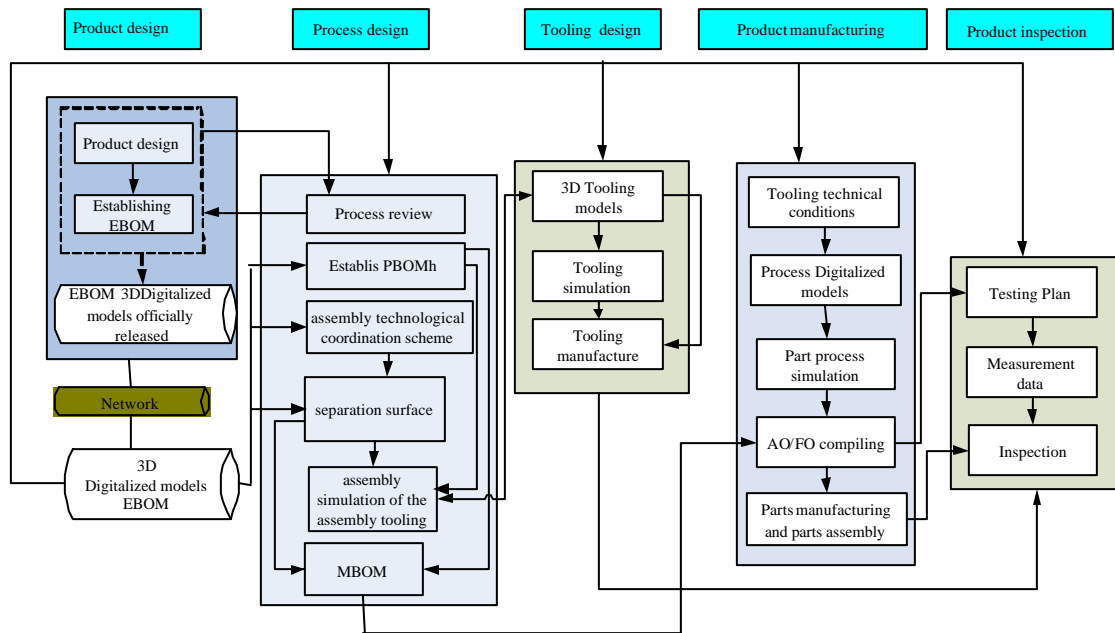 Product design
Process design
Tooling design
Product manufacturing
Product inspection
Product design
Establishing
EBOM
EBOM 3DDigitalized
models officially
released
Network
3D
Digitalized models
EBOM
Process review
Establis PBOMh
assembly technological
coordination scheme
separation surface
assembly
simulation of the
assembly tooling
MBOM
3D Tooling
models
Tooling
simulation
Tooling
manufacture
Tooling technical
conditions
Process Digitalized
models
Part process
simulation
AO/FO compiling
Parts manufacturing
and parts assembly
Testing Plan
Measurement
data
Inspection